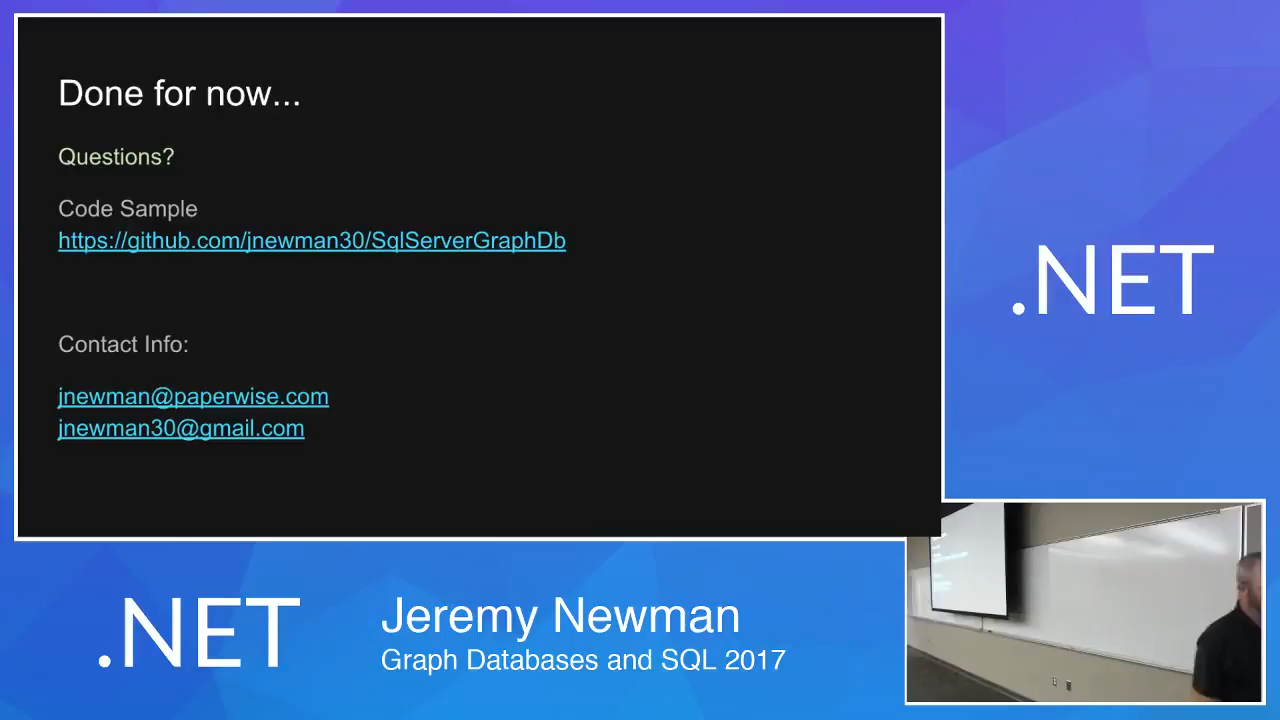 Done for now...
Questions?
Code Sample
https://github.com/jnewman30/SqlServerGraphDb
Contact Info:
jnewman@paperwise.com
jnewman30@gmail.com
.NET
.NET
Jeremy Newman
Graph Databases and SQL 2017